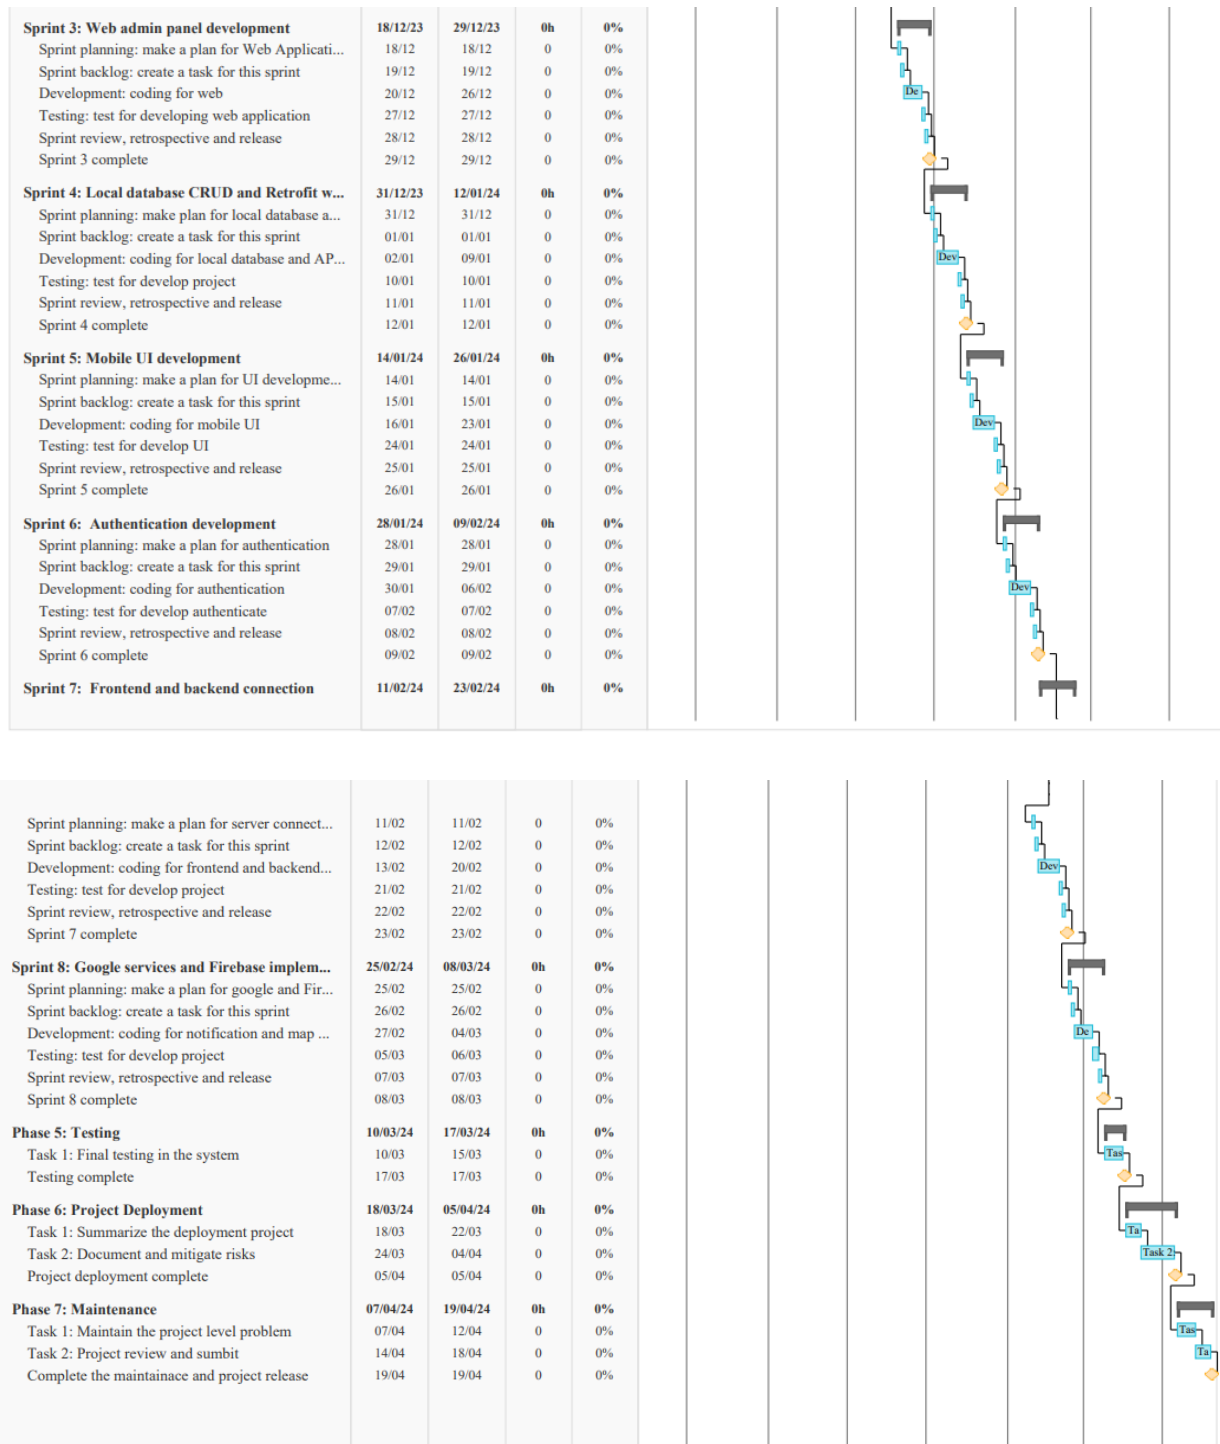 Sprint 3: Web admin panel development 18/12/23 29/12/23 0h 0%
Sprint planning: make a plan for Web Applicati... 18/12 18/12 0 0%
Sprint backlog: create a task for this sprint 19/12 19/12 0 0%
Development: coding for web 20/12 26/12 0 0% De
Testing: test for developing web application 27/12 27/12 0 0%
Sprint review, retrospective and release 28/12 28/12 0 0%
Sprint 3 complete 29/12 29/12 0 0%
Sprint 4: Local database CRUD and Retrofit w... 31/12/23 12/01/24 0h 0%
Sprint planning: make plan for local database a... 31/12 31/12 0 0%
Sprint backlog: create a task for this sprint 01/01 01/01 0 0%
Development: coding for local database and AP... 02/01 09/01 0 0% Dev
Testing: test for develop project 10/01 10/01 0 0%
Sprint review, retrospective and release 11/01 11/01 0 0%
Sprint 4 complete 12/01 12/01 0 0%
Sprint 5: Mobile UI development 14/01/24 26/01/24 0h 0%
Sprint planning: make a plan for UI developme... 14/01 14/01 0 0%
Sprint backlog: create a task for this sprint 15/01 15/01 0 0%
Development: coding for mobile UI 16/01 23/01 0 0% Dev
Testing: test for develop UI 24/01 24/01 0 0%
Sprint review, retrospective and release 25/01 25/01 0 0%
Sprint 5 complete 26/01 26/01 0 0%
Sprint 6: Authentication development 28/01/24 09/02/24 0h 0%
Sprint planning: make a plan for authentication 28/01 28/01 0 0%
Sprint backlog: create a task for this sprint 29/01 29/01 0 0%
Development: coding for authentication 30/01 06/02 0 0% Dev
Testing: test for develop authenticate 07/02 07/02 0 0%
Sprint review, retrospective and release 08/02 08/02 0 0%
Sprint 6 complete 09/02 09/02 0 0%
Sprint 7: Frontend and backend connection 11/02/24 23/02/24 0h 0%
Sprint planning: make a plan for server connect... 11/02 11/02 0 0%
Sprint backlog: create a task for this sprint 12/02 12/02 0 0%
Development: coding for frontend and backend... 13/02 20/02 0 0% Dev
Testing: test for develop project 21/02 21/02 0 0%
Sprint review, retrospective and release 22/02 22/02 0 0%
Sprint 7 complete 23/02 23/02 0 0%
Sprint 8: Google services and Firebase implem... 25/02/24 08/03/24 0h 0%
Sprint planning: make a plan for google and Fir... 25/02 25/02 0 0%
Sprint backlog: create a task for this sprint 26/02 26/02 0 0%
Development: coding for notification and map ... 27/02 04/03 0 0% De
Testing: test for develop project 05/03 06/03 0 0%
Sprint review, retrospective and release 07/03 07/03 0 0%
Sprint 8 complete 08/03 08/03 0 0%
Phase 5: Testing 10/03/24 17/03/24 0h 0%
Task 1: Final testing in the system 10/03 15/03 0 0% Tas
Testing complete 17/03 17/03 0 0%
Phase 6: Project Deployment 18/03/24 05/04/24 0h 0%
Task 1: Summarize the deployment project 18/03 22/03 0 0% Ta
Task 2: Document and mitigate risks 24/03 04/04 0 0% Task 2
Project deployment complete 05/04 05/04 0 0%
Phase 7: Maintenance 07/04/24 19/04/24 0h 0%
Task 1: Maintain the project level problem 07/04 12/04 0 0% Tas
Task 2: Project review and sumbit 14/04 18/04 0 0% Ta
Complete the maintainace and project release 19/04 19/04 0 0%